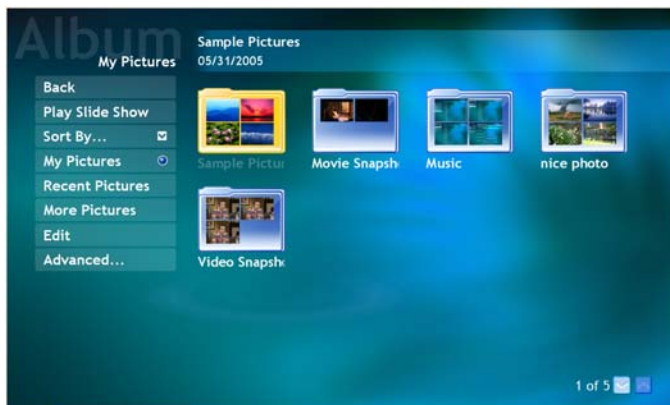 Album
My Pictures
Sample Pictures
05/31/2005
Back
Play Slide Show
Sort By...
My Pictures
Recent Pictures
More Pictures
Edit
Advanced...
Sample Pictu
Movie Snapsh
Music
nice photo
Video Snapsh
1 of 5